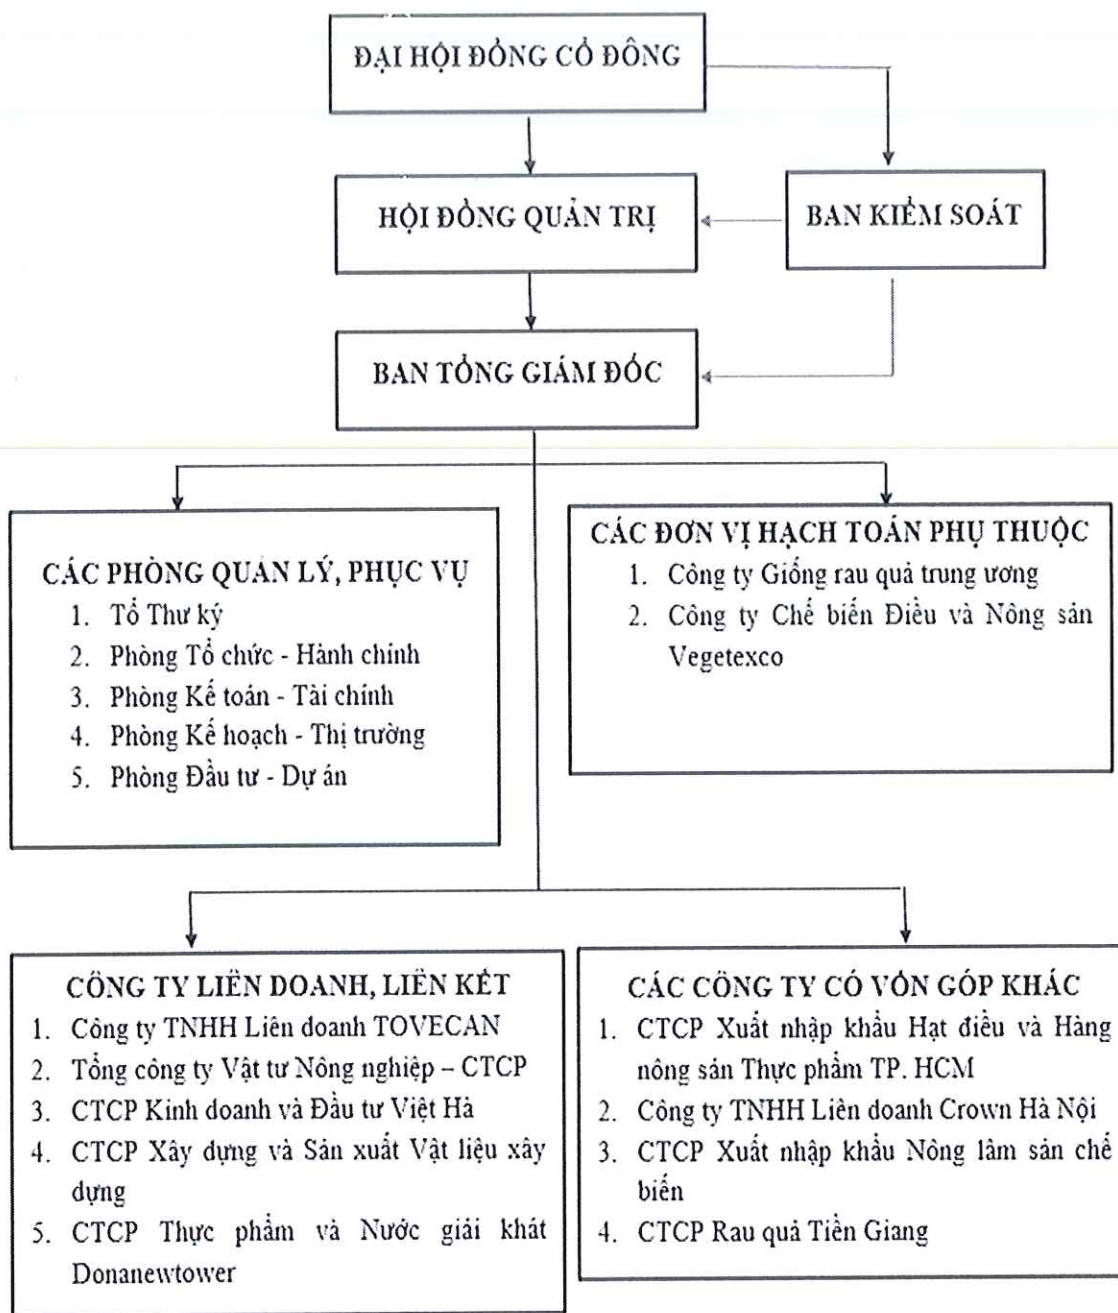 ĐẠI HỘI ĐỒNG CỔ ĐÔNG
HỘI ĐỒNG QUẢN TRỊ
BAN KIỂM SOÁT
BAN TỔNG GIÁM ĐỐC
CÁC PHÒNG QUẢN LÝ, PHỤC VỤ
1. Tổ Thư ký
2. Phòng Tổ chức - Hành chính
3. Phòng Kế toán - Tài chính
4. Phòng Kế hoạch - Thị trường
5. Phòng Đầu tư - Dự án
CÁC ĐƠN VỊ HẠCH TOÁN PHỤ THUỘC
1. Công ty Giống rau quả trung ương
2. Công ty Chế biến Điều và Nông sản
Vegetexco
CÔNG TY LIÊN DOANH, LIÊN KẾT
1. Công ty TNHH Liên doanh TOVECAN
2. Tổng công ty Vật tư Nông nghiệp – CTCP
3. CTCP Kinh doanh và Đầu tư Việt Hà
4. CTCP Xây dựng và Sản xuất Vật liệu xây
dựng
5. CTCP Thực phẩm và Nước giải khát
Donanewtower
CÁC CÔNG TY CÓ VỐN GÓP KHÁC
1. CTCP Xuất nhập khẩu Hạt điều và Hàng
nông sản Thực phẩm TP. HCM
2. Công ty TNHH Liên doanh Crown Hà Nội
3. CTCP Xuất nhập khẩu Nông lâm sản chế
biến
4. CTCP Rau quả Tiền Giang